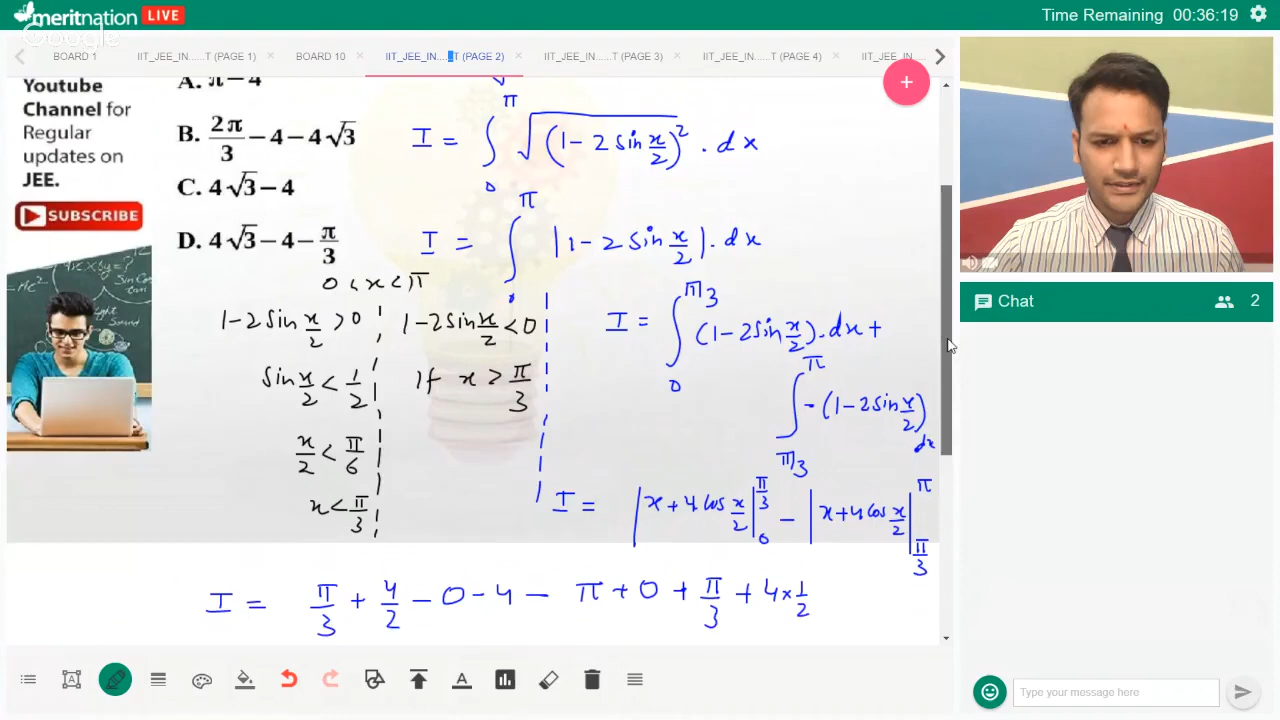 meritnation LIVE
Google
Time Remaining 00:36:19
BOARD 1
IIT_JEE_IN.....T (PAGE 1) ×
BOARD 10 ×
IIT_JEE_IN....T (PAGE 2) ×
IIT_JEE_IN.....T (PAGE 3) ×
IIT_JEE_IN.....T (PAGE 4) ×
IIT_JEE_IN....
Youtube
Channel for
Regular
updates on
JEE.
SUBSCRIBE
A. π − 4
B. 2π/3 − 4 − 4√3
C. 4√3 − 4
D. 4√3 − 4 − π/3
I = ∫₀^π √(1 − 2 sin x/2)² . dx
I = ∫₀^π |1 − 2 sin x/2| . dx
0 < x < π
1 − 2 sin x/2 > 0
sin x/2 < 1/2
x/2 < π/6
x < π/3
1 − 2 sin x/2 < 0
if x > π/3
I = ∫₀^π/3 (1 − 2 sin x/2) . dx +
∫_π/3^π − (1 − 2 sin x/2) dx
I = |x + 4 cos x/2|₀^π/3 − |x + 4 cos x/2|_π/3^π
I = π/3 + 4/2 − 0 − 4 − π + 0 + π/3 + 4 × 1/2
Chat 2
Type your message here